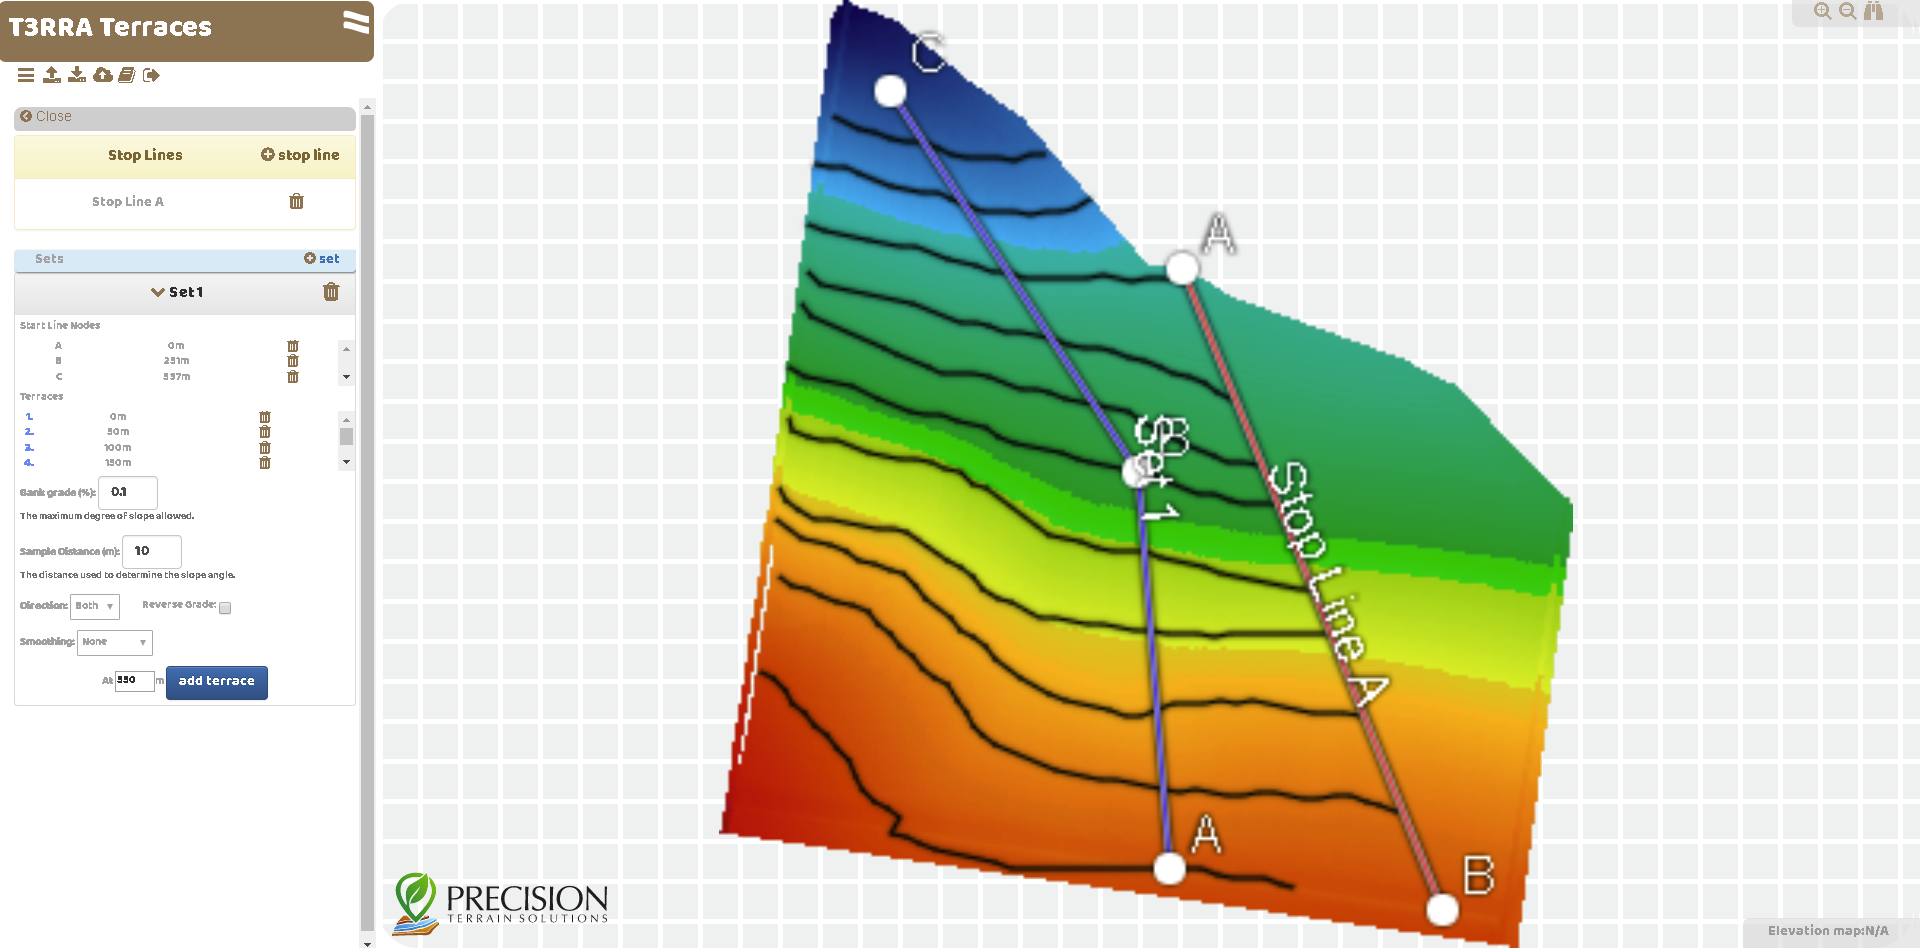 T3RRA Terraces
Close
Stop Lines
stop line
Stop Line A
Sets
set
Set 1
Start Line Nodes
A 0m
B 251m
C 537m
Terraces
1. 0m
2. 50m
3. 100m
4. 150m
Bank grade (%): 0.1
The maximum degree of slope allowed.
Sample Distance (m): 10
The distance used to determine the slope angle.
Direction: Both
Reverse Grade:
Smoothing: None
At 550 m
add terrace
C
A
B
Set 1
Stop Line A
A
B
PRECISION
TERRAIN SOLUTIONS
Elevation map:N/A